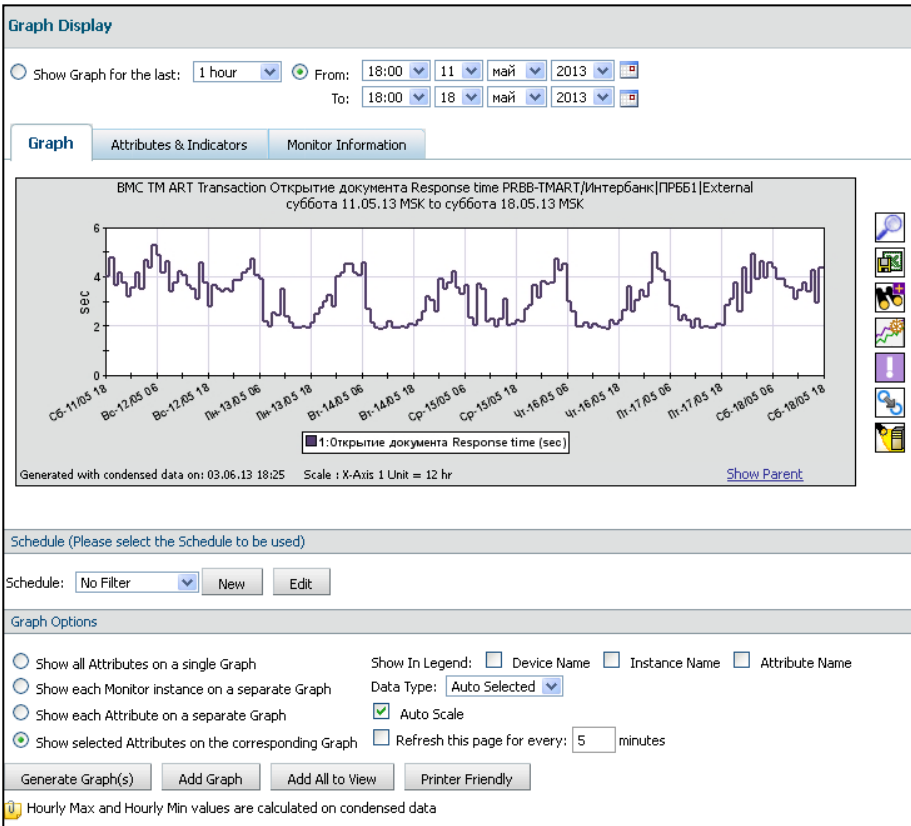 Graph Display
Show Graph for the last: 1 hour From: 18:00 11 май 2013
To: 18:00 18 май 2013
Graph Attributes & Indicators Monitor Information
BMC TM ART Transaction Открытие документа Response time PRBB-TMART/Интербанк|ПРББ1|External
суббота 11.05.13 MSK to суббота 18.05.13 MSK
6
4
sec
2
0
Сб-11/05 18 Вс-12/05 06 Вс-12/05 18 Пн-13/05 06 Пн-13/05 18 Вт-14/05 06 Вт-14/05 18 Ср-15/05 06 Ср-15/05 18 Чт-16/05 06 Чт-16/05 18 Пт-17/05 06 Пт-17/05 18 Сб-18/05 06 Сб-18/05 18
1:Открытие документа Response time (sec)
Generated with condensed data on: 03.06.13 18:25 Scale : X-Axis 1 Unit = 12 hr Show Parent
Schedule (Please select the Schedule to be used)
Schedule: No Filter New Edit
Graph Options
Show all Attributes on a single Graph Show In Legend: Device Name Instance Name Attribute Name
Show each Monitor instance on a separate Graph Data Type: Auto Selected
Show each Attribute on a separate Graph Auto Scale
Show selected Attributes on the corresponding Graph Refresh this page for every: 5 minutes
Generate Graph(s) Add Graph Add All to View Printer Friendly
Hourly Max and Hourly Min values are calculated on condensed data